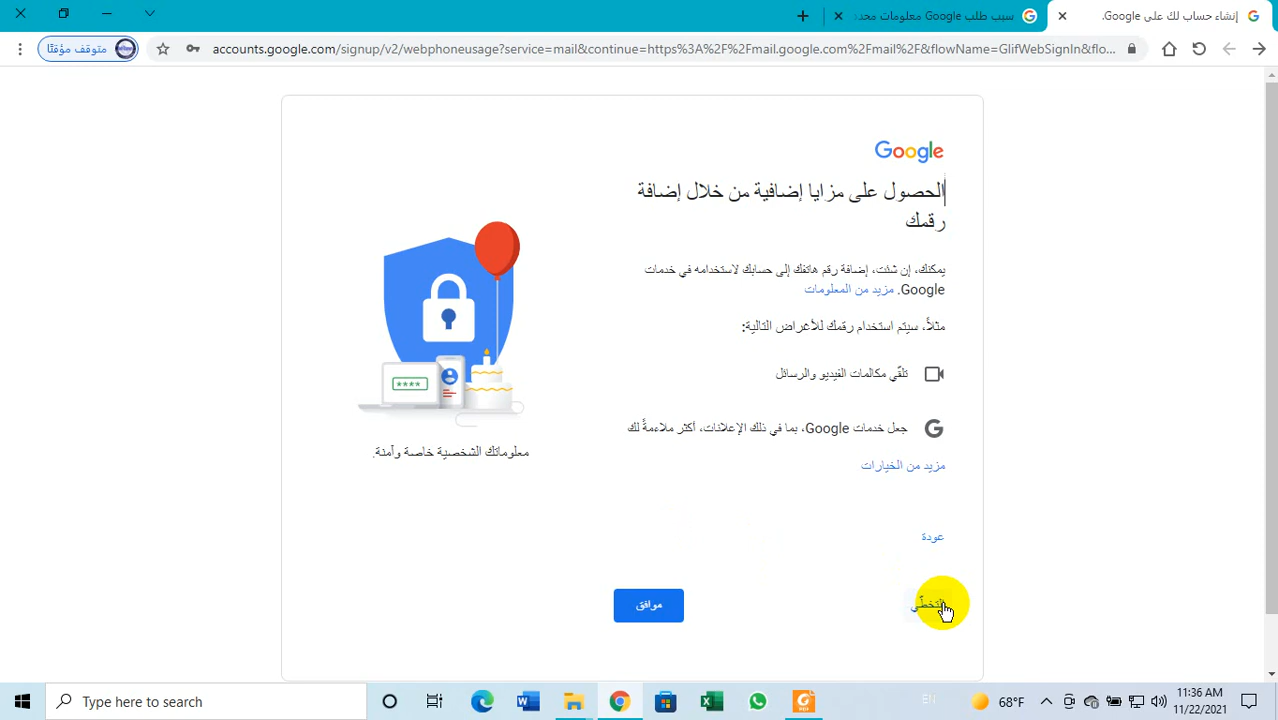 إنشاء حساب لك على Google.
سبب طلب Google معلومات محدد
accounts.google.com/signup/v2/webphoneusage?service=mail&continue=https%3A%2F%2Fmail.google.com%2Fmail%2F&flowName=GlifWebSignIn&flo...
متوقف مؤقتًا
Google
الحصول على مزايا إضافية من خلال إضافة
رقمك
يمكنك، إن شئت، إضافة رقم هاتفك إلى حسابك لاستخدامه في خدمات
Google. مزيد من المعلومات
مثلاً، سيتم استخدام رقمك للأغراض التالية:
تلقّي مكالمات الفيديو والرسائل
جعل خدمات Google، بما في ذلك الإعلانات، أكثر ملاءمةً لك
مزيد من الخيارات
****
معلوماتك الشخصية خاصة وآمنة.
عودة
التخطّي
موافق
Type here to search
EN
68°F
11:36 AM
11/22/2021